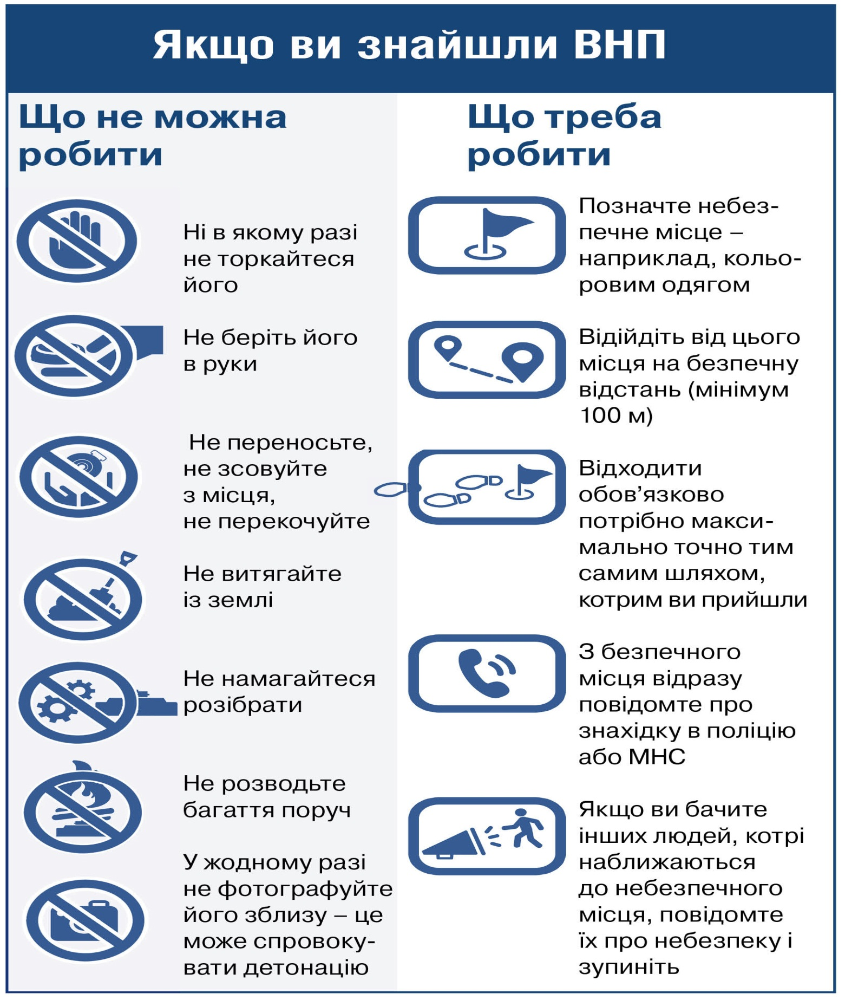 Якщо ви знайшли ВНП
Що не можна
робити
Ні в якому разі
не торкайтеся
його
Не беріть його
в руки
Не переносьте,
не зсовуйте
з місця,
не перекочуйте
Не витягайте
із землі
Не намагайтеся
розібрати
Не розводьте
багаття поруч
У жодному разі
не фотографуйте
його зблизу – це
може спровоку-
вати детонацію
Що треба
робити
Позначте небез-
печне місце –
наприклад, кольо-
ровим одягом
Відійдіть від цього
місця на безпечну
відстань (мінімум
100 м)
Відходити
обов’язково
потрібно макси-
мально точно тим
самим шляхом,
котрим ви прийшли
З безпечного
місця відразу
повідомте про
знахідку в поліцію
або МНС
Якщо ви бачите
інших людей, котрі
наближаються
до небезпечного
місця, повідомте
їх про небезпеку і
зупиніть